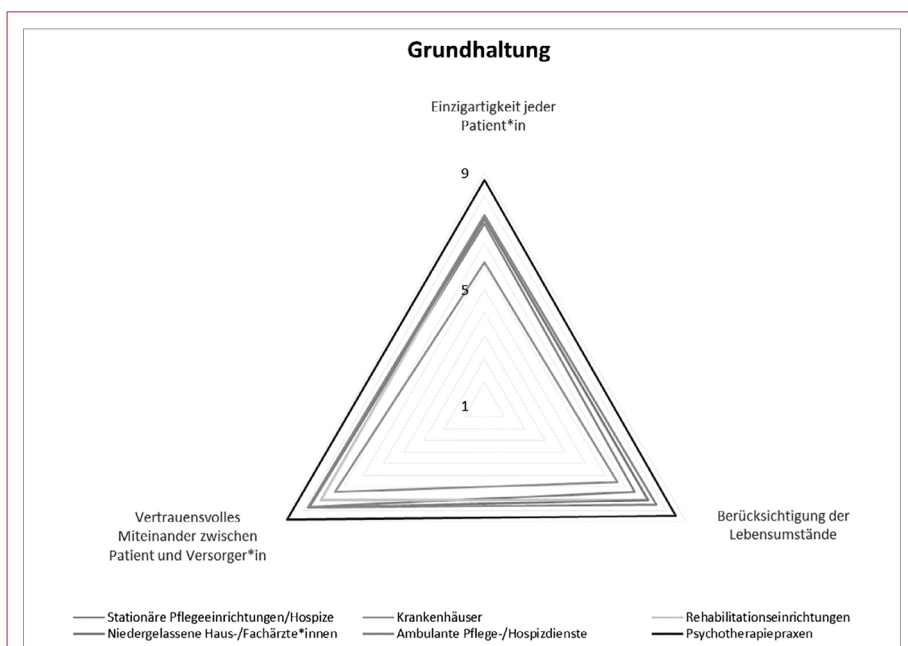 Grundhaltung
Einzigartigkeit jeder
Patient*in
9
5
1
Vertrauensvolles
Miteinander zwischen
Patient und Versorger*in
Berücksichtigung der
Lebensumstände
Stationäre Pflegeeinrichtungen/Hospize
Krankenhäuser
Rehabilitationseinrichtungen
Niedergelassene Haus-/Fachärzte*innen
Ambulante Pflege-/Hospizdienste
Psychotherapiepraxen